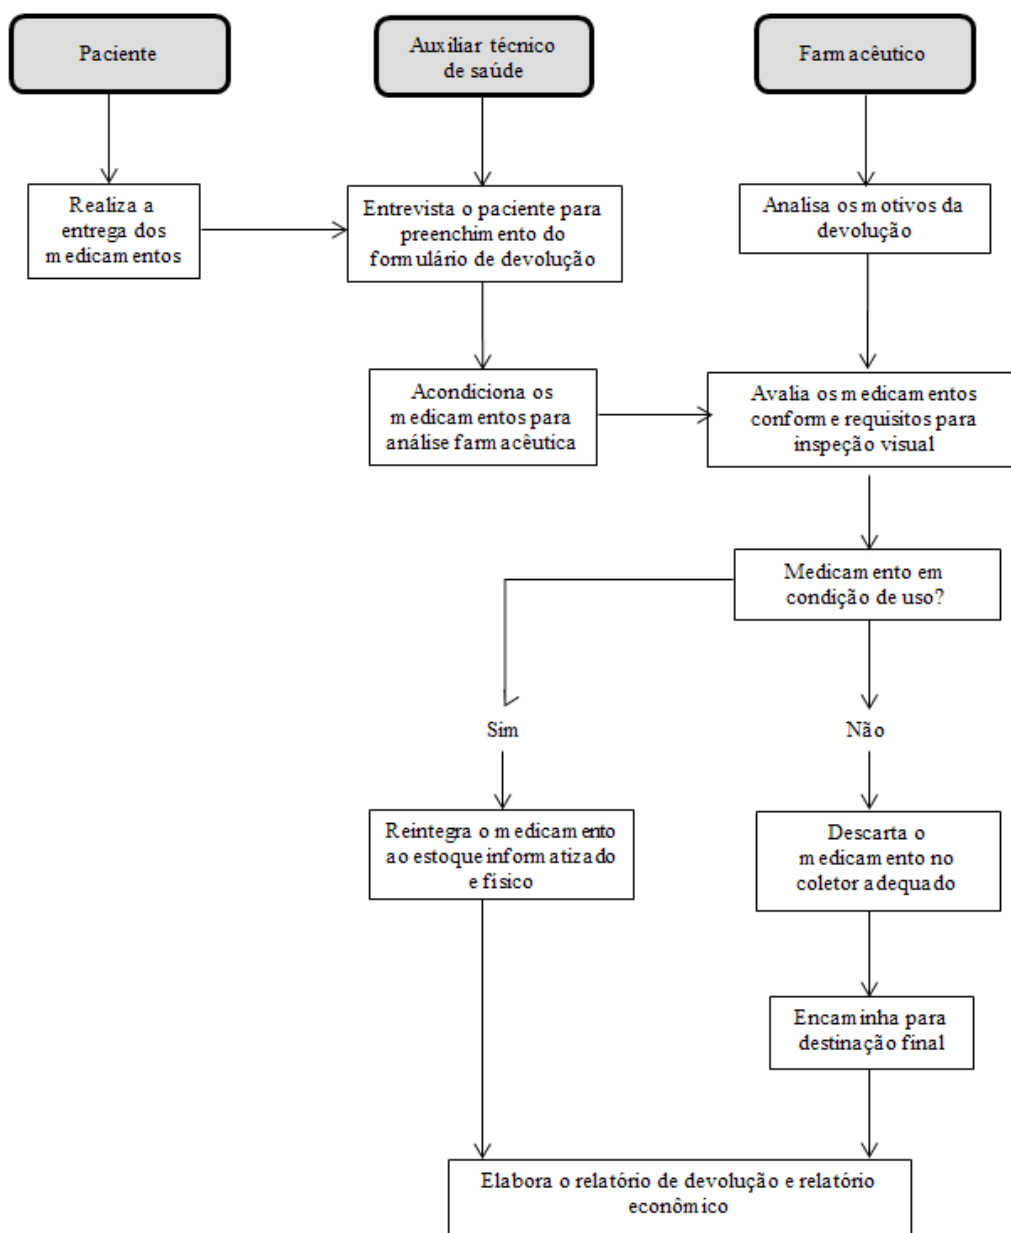 Paciente
Auxiliar técnico
de saúde
Farmacêutico
Realiza a
entrega dos
medicamentos
Entrevista o paciente para
preenchimento do
formulário de devolução
Analisa os motivos da
devolução
Acondiciona os
medicamentos para
análise farmacêutica
Avalia os medicamentos
conforme requisitos para
inspeção visual
Medicamento em
condição de uso?
Sim
Não
Reintegra o medicamento
ao estoque informatizado
e físico
Descarta o
medicamento no
coletor adequado
Encaminha para
destinação final
Elabora o relatório de devolução e relatório
econômico